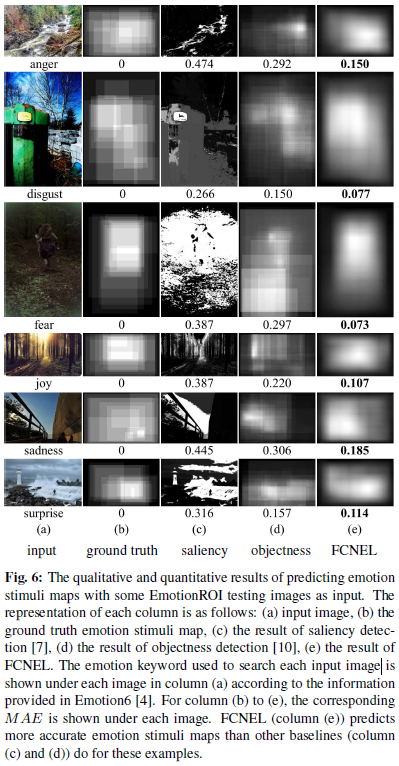 anger 0 0.474 0.292 0.150
disgust 0 0.266 0.150 0.077
fear 0 0.387 0.297 0.073
joy 0 0.387 0.220 0.107
sadness 0 0.445 0.306 0.185
surprise 0 0.316 0.157 0.114
(a) (b) (c) (d) (e)
input ground truth saliency objectness FCNEL
Fig. 6: The qualitative and quantitative results of predicting emotion
stimuli maps with some EmotionROI testing images as input. The
representation of each column is as follows: (a) input image, (b) the
ground truth emotion stimuli map, (c) the result of saliency detec-
tion [7], (d) the result of objectness detection [10], (e) the result of
FCNEL. The emotion keyword used to search each input image is
shown under each image in column (a) according to the information
provided in Emotion6 [4]. For column (b) to (e), the corresponding
MAE is shown under each image. FCNEL (column (e)) predicts
more accurate emotion stimuli maps than other baselines (column
(c) and (d)) do for these examples.